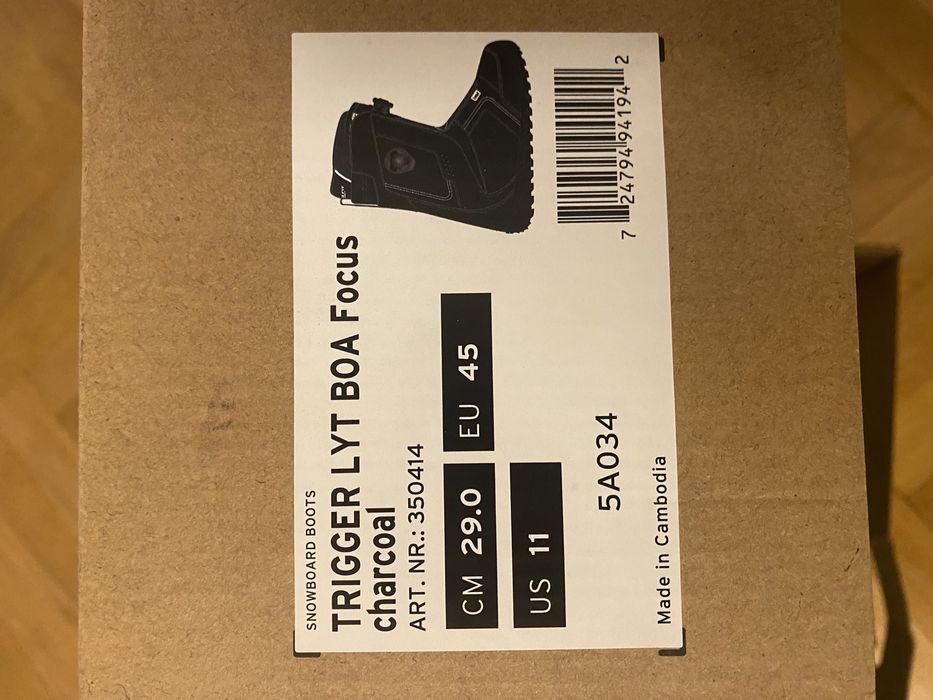 SNOWBOARD BOOTS
TRIGGER LYT BOA Focus
charcoal
ART. NR.: 350414
CM 29.0
EU 45
US 11
5A034
Made in Cambodia
7 24794 94194 2